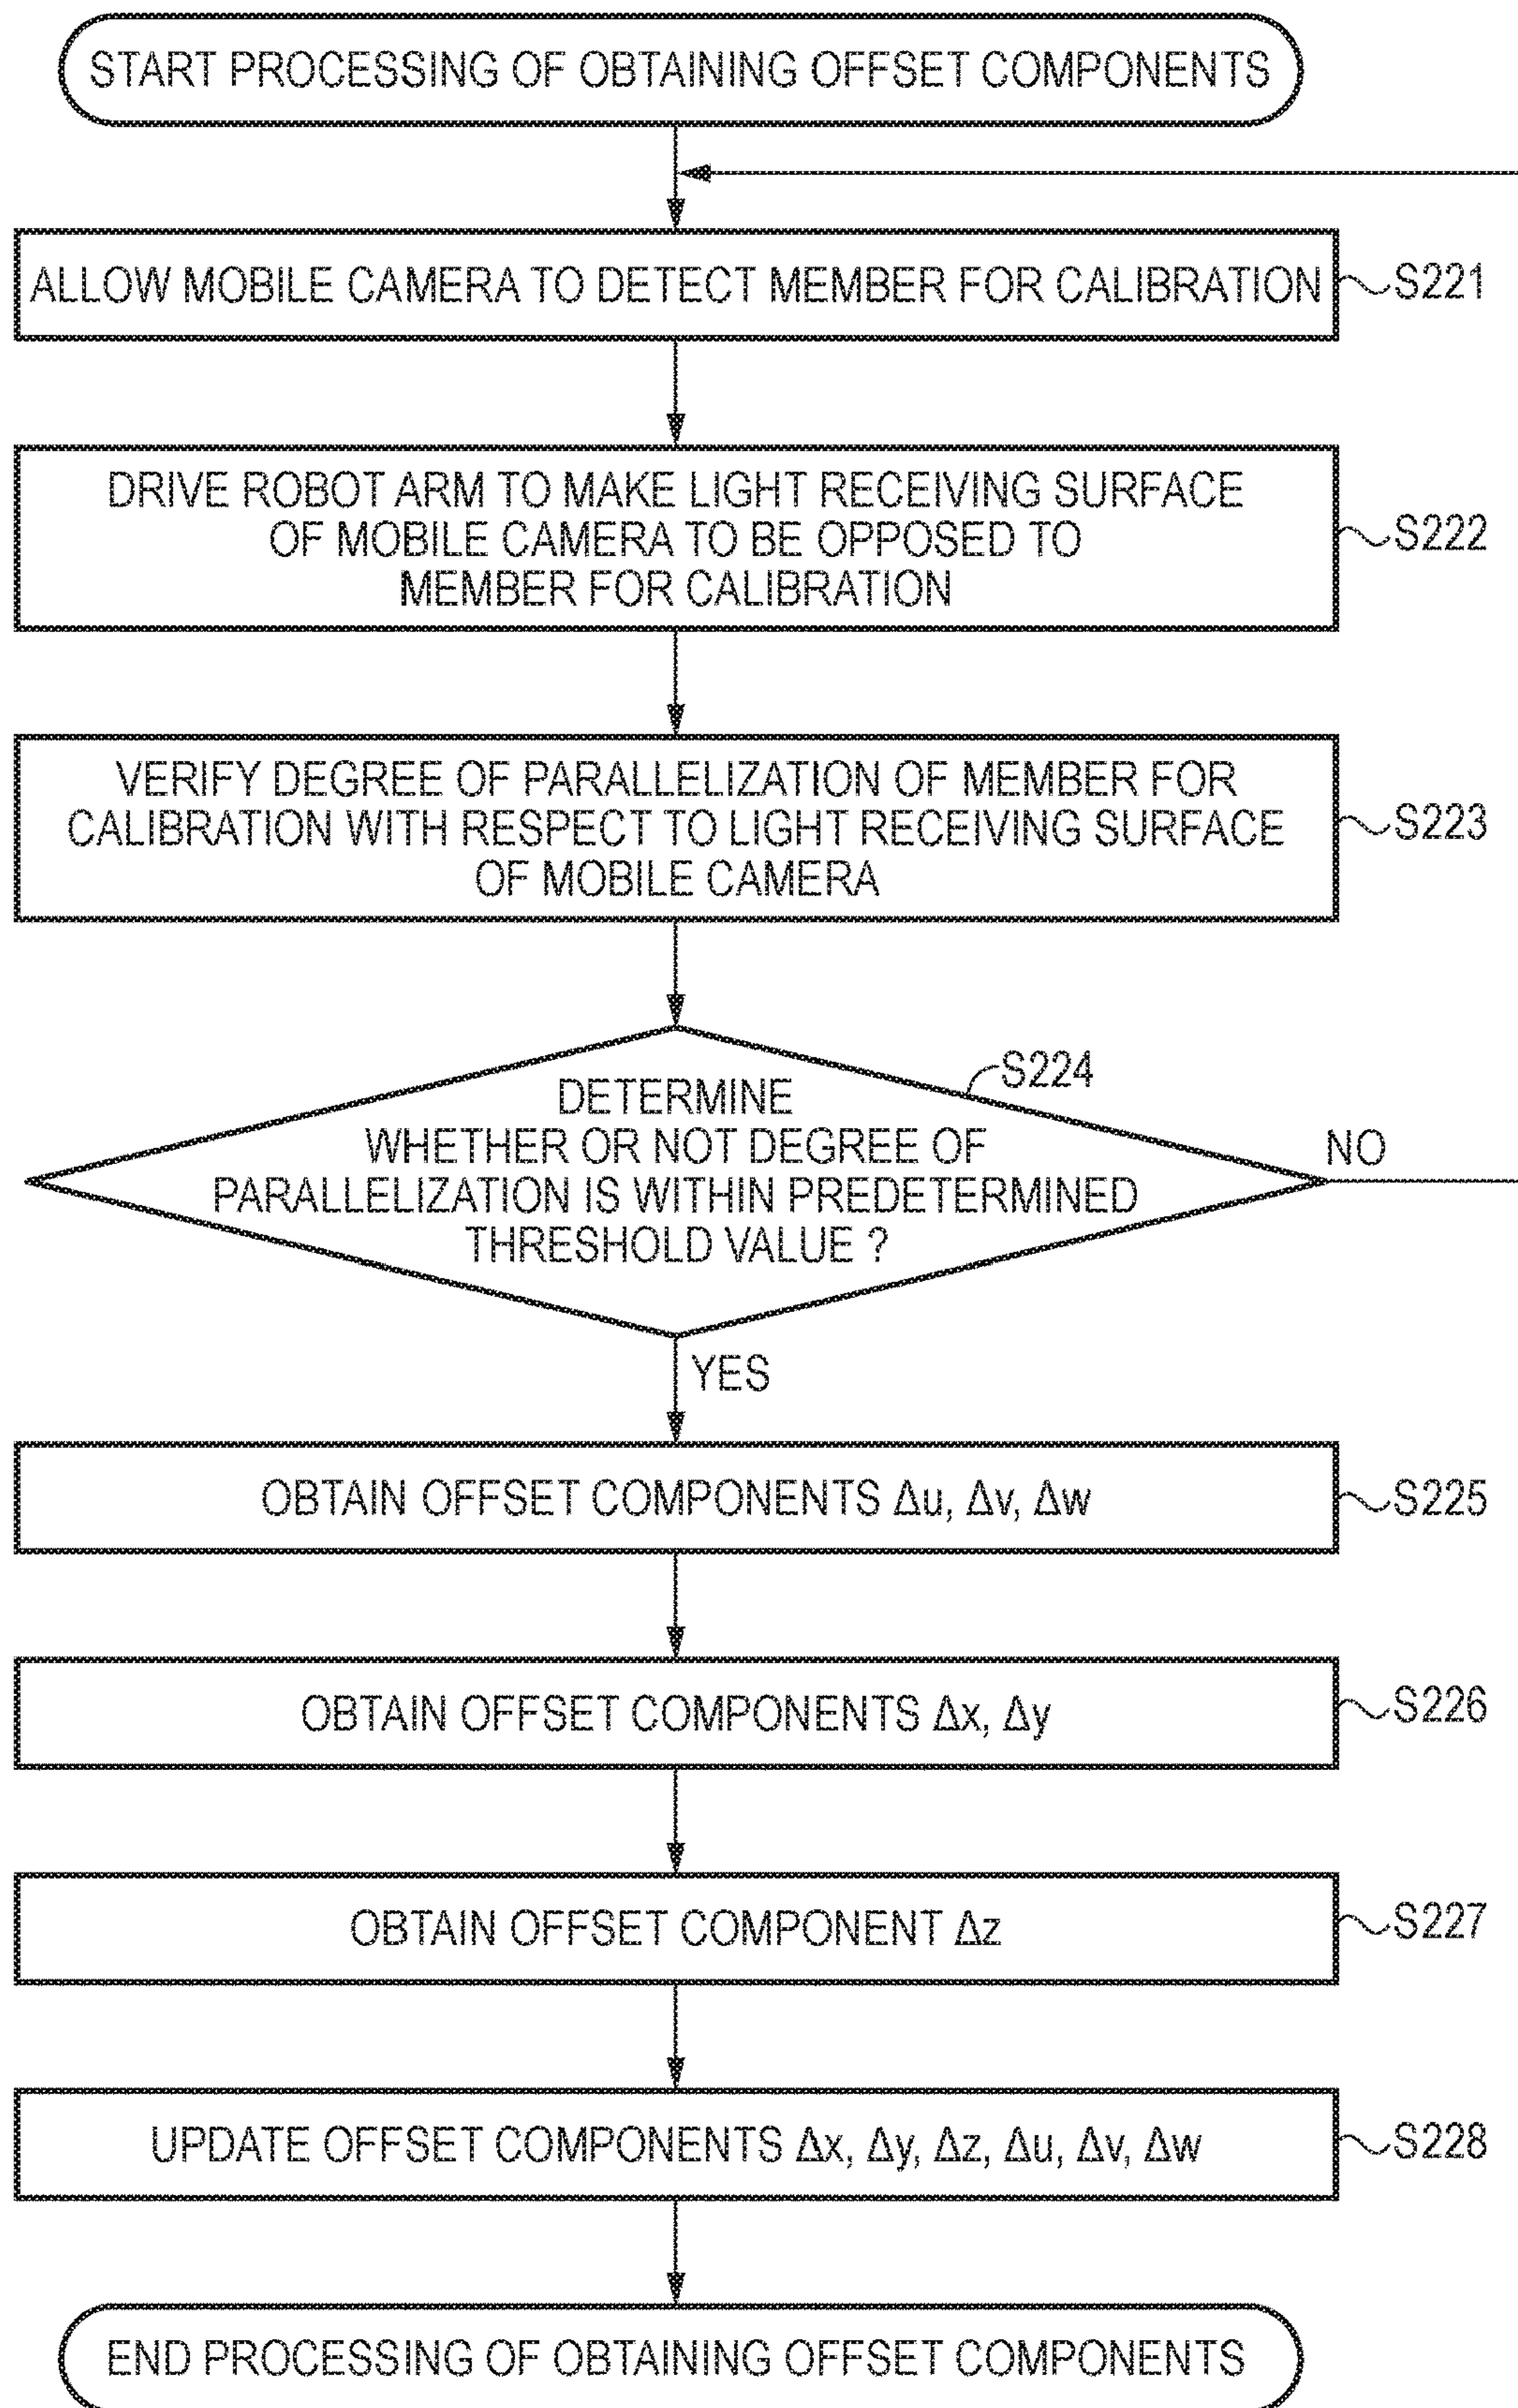 START PROCESSING OF OBTAINING OFFSET COMPONENTS
ALLOW MOBILE CAMERA TO DETECT MEMBER FOR CALIBRATION
S221
DRIVE ROBOT ARM TO MAKE LIGHT RECEIVING SURFACE
OF MOBILE CAMERA TO BE OPPOSED TO
MEMBER FOR CALIBRATION
S222
VERIFY DEGREE OF PARALLELIZATION OF MEMBER FOR
CALIBRATION WITH RESPECT TO LIGHT RECEIVING SURFACE
OF MOBILE CAMERA
S223
S224
DETERMINE
WHETHER OR NOT DEGREE OF
PARALLELIZATION IS WITHIN PREDETERMINED
THRESHOLD VALUE ?
NO
YES
OBTAIN OFFSET COMPONENTS Δu, Δv, Δw
S225
OBTAIN OFFSET COMPONENTS Δx, Δy
S226
OBTAIN OFFSET COMPONENT Δz
S227
UPDATE OFFSET COMPONENTS Δx, Δy, Δz, Δu, Δv, Δw
S228
END PROCESSING OF OBTAINING OFFSET COMPONENTS